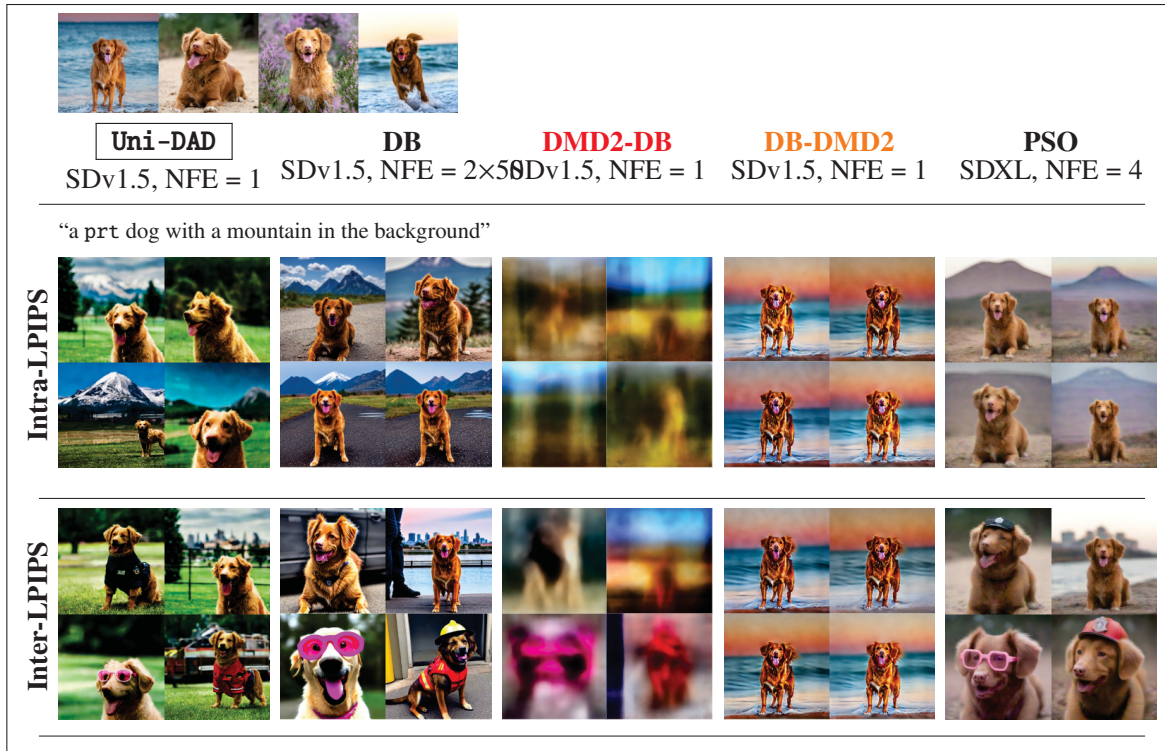 Uni-DAD DB DMD2-DB DB-DMD2 PSO
SDv1.5, NFE = 1 SDv1.5, NFE = 2×50 SDv1.5, NFE = 1 SDv1.5, NFE = 1 SDXL, NFE = 4
“a prt dog with a mountain in the background”
Intra-LPIPS
Inter-LPIPS